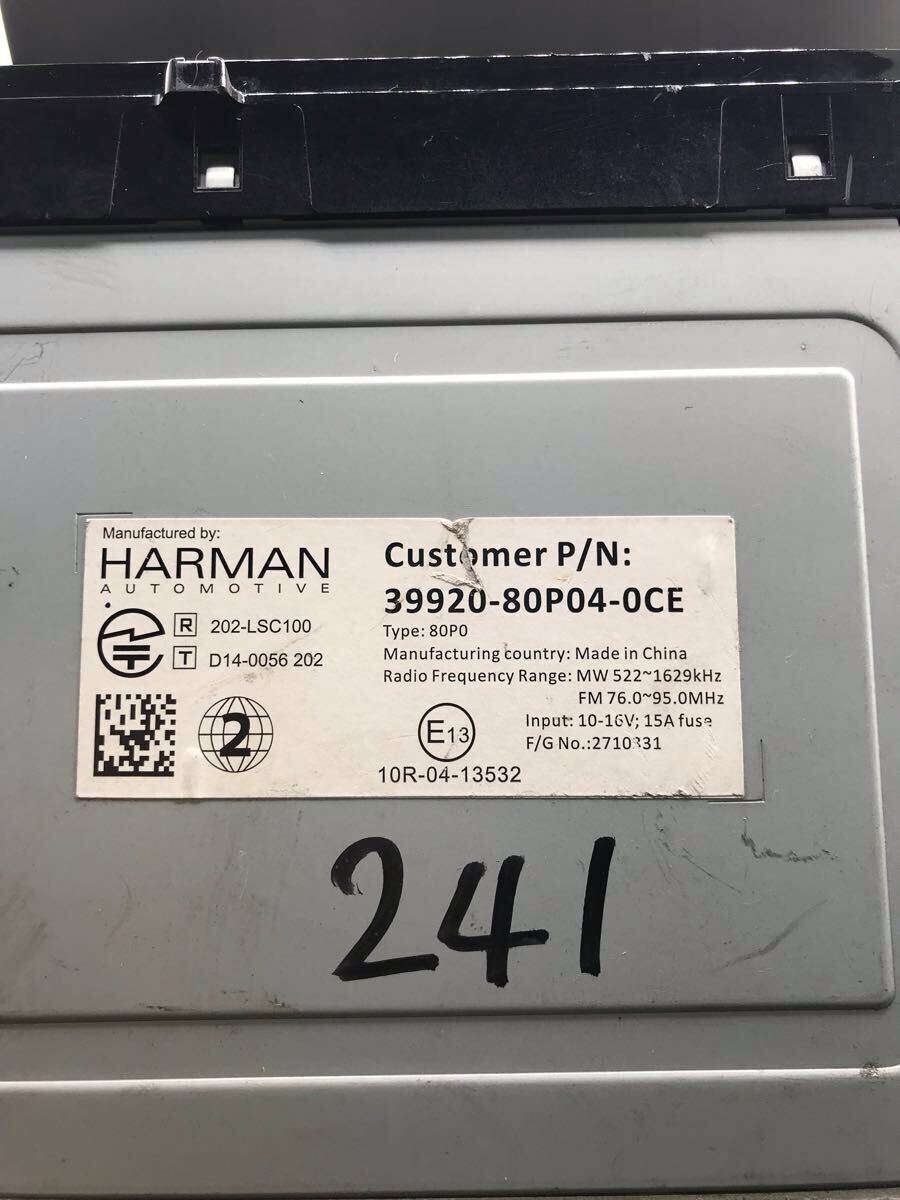 Manufactured by:
HARMAN
AUTOMOTIVE
R 202-LSC100
T D14-0056 202
2
Customer P/N:
39920-80P04-0CE
Type: 80P0
Manufacturing country: Made in China
Radio Frequency Range: MW 522~1629kHz
FM 76.0~95.0MHz
Input: 10-16V; 15A fuse
F/G No.:2710331
E13
10R-04-13532
241